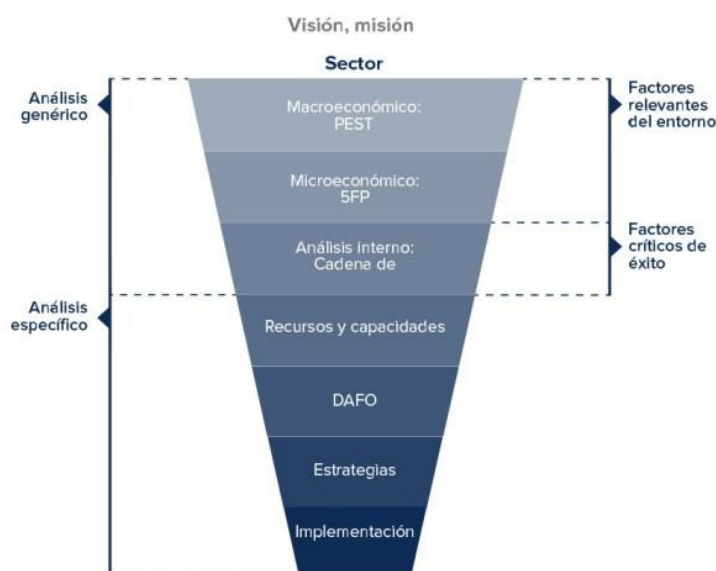 Visión, misión
Sector
Análisis
genérico
Macroeconómico:
PEST
Factores
relevantes
del entorno
Microeconómico:
5FP
Análisis interno:
Cadena de
Factores
críticos de
éxito
Análisis
específico
Recursos y capacidades
DAFO
Estrategias
Implementación